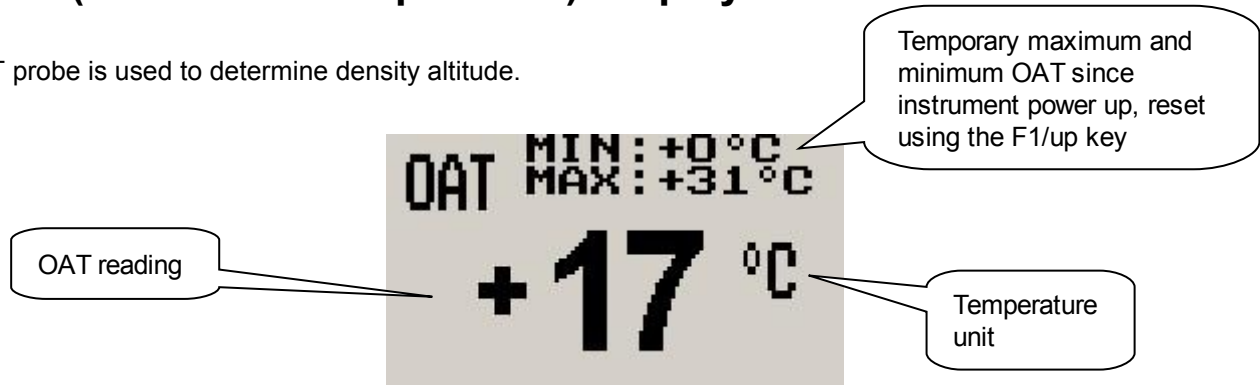 T probe is used to determine density altitude.
Temporary maximum and
minimum OAT since
instrument power up, reset
using the F1/up key
OAT
MIN:+0°C
MAX:+31°C
OAT reading
+17 °C
Temperature
unit